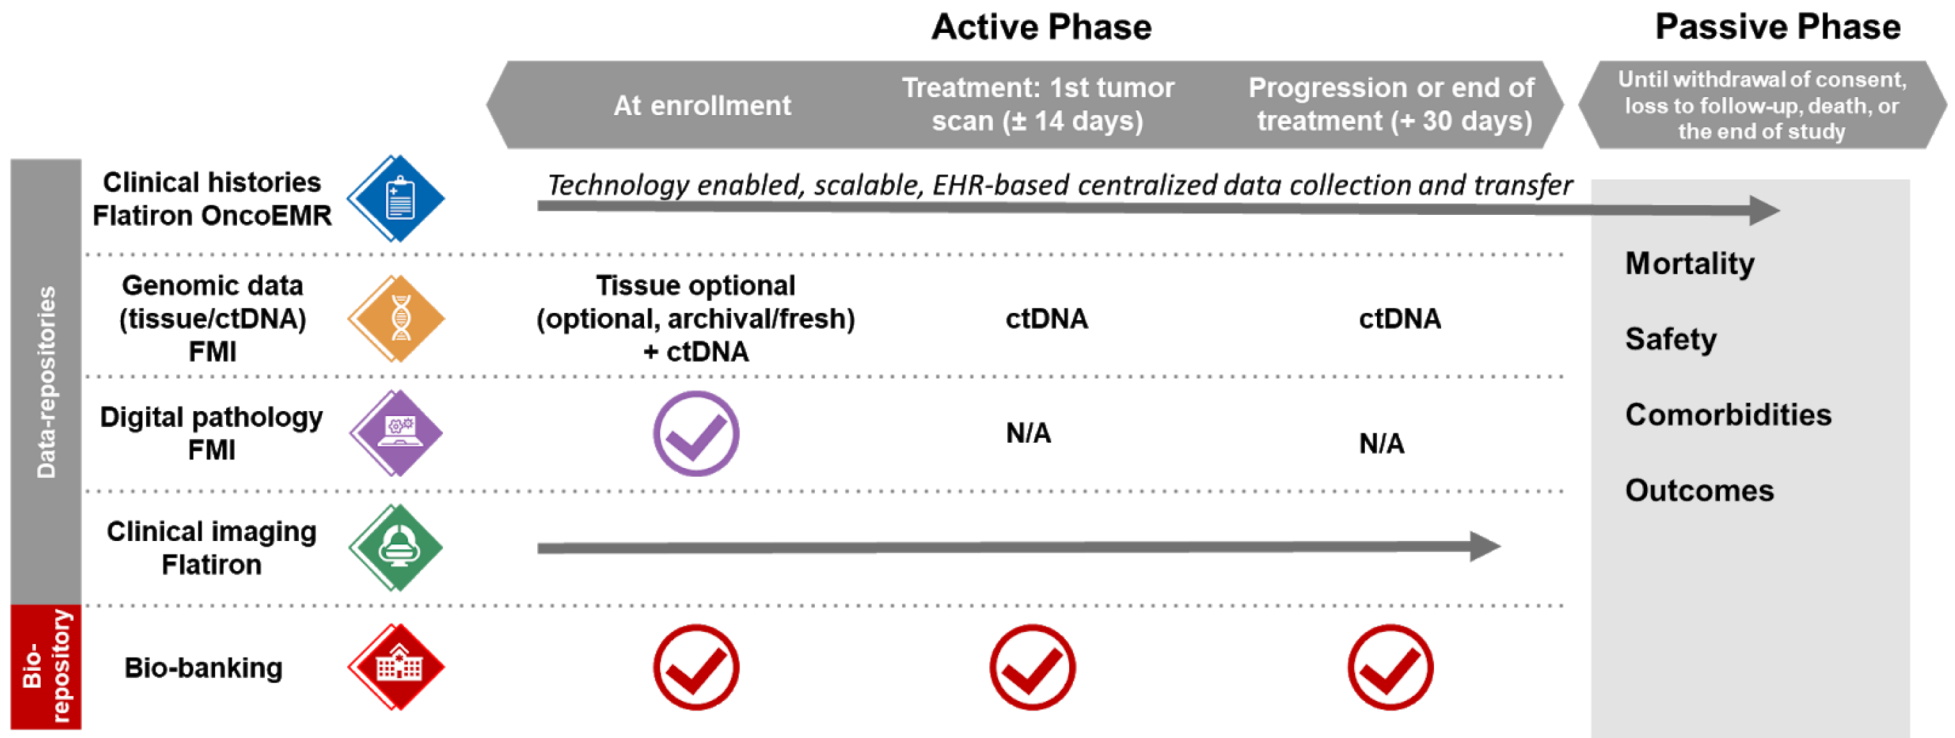 Active Phase
Passive Phase
At enrollment
Treatment: 1st tumor
scan (± 14 days)
Progression or end of
treatment (+ 30 days)
Until withdrawal of consent,
loss to follow-up, death, or
the end of study
Data-repositories
Clinical histories
Flatiron OncoEMR
Technology enabled, scalable, EHR-based centralized data collection and transfer
Genomic data
(tissue/ctDNA)
FMI
Tissue optional
(optional, archival/fresh)
+ ctDNA
ctDNA
ctDNA
Digital pathology
FMI
N/A
N/A
Clinical imaging
Flatiron
Bio-
repository
Bio-banking
Mortality
Safety
Comorbidities
Outcomes